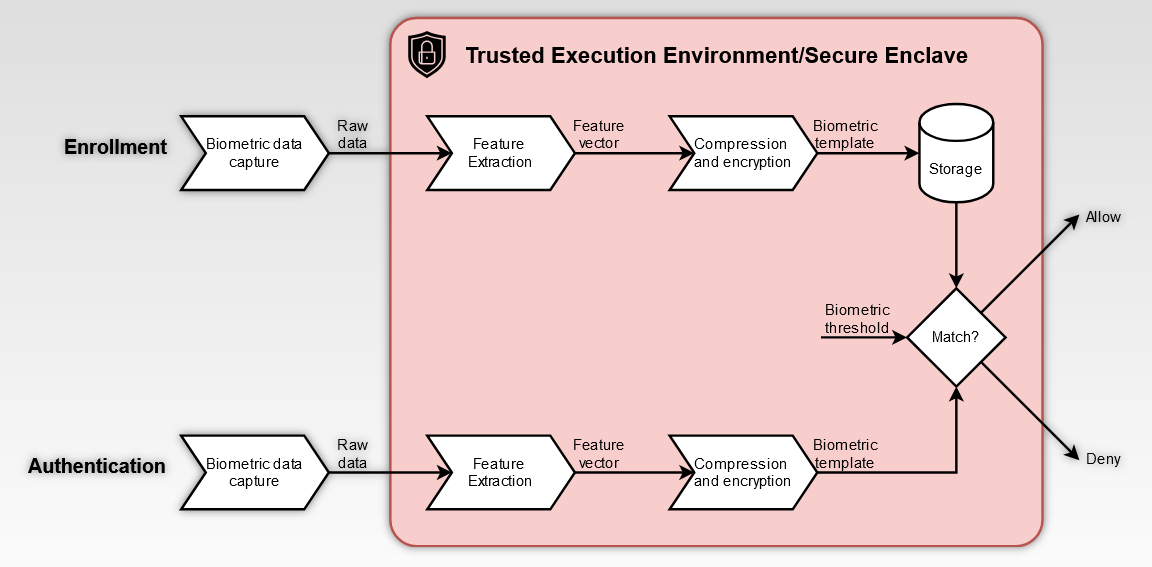 Trusted Execution Environment/Secure Enclave
Enrollment
Biometric data
capture
Raw
data
Feature
Extraction
Feature
vector
Compression
and encryption
Biometric
template
Storage
Allow
Biometric
threshold
Match?
Deny
Authentication
Biometric data
capture
Raw
data
Feature
Extraction
Feature
vector
Compression
and encryption
Biometric
template